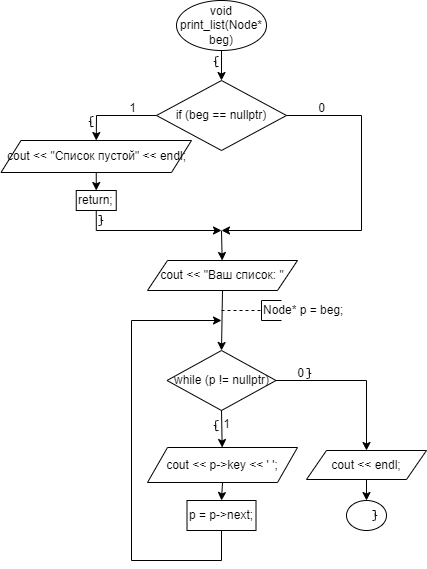 void
print_list(Node*
beg)
{
if (beg == nullptr)
1
0
{
cout << "Список пустой" << endl;
return;
}
cout << "Ваш список: "
Node* p = beg;
while (p != nullptr)
0 }
{ 1
cout << p->key << ' ';
cout << endl;
p = p->next;
}